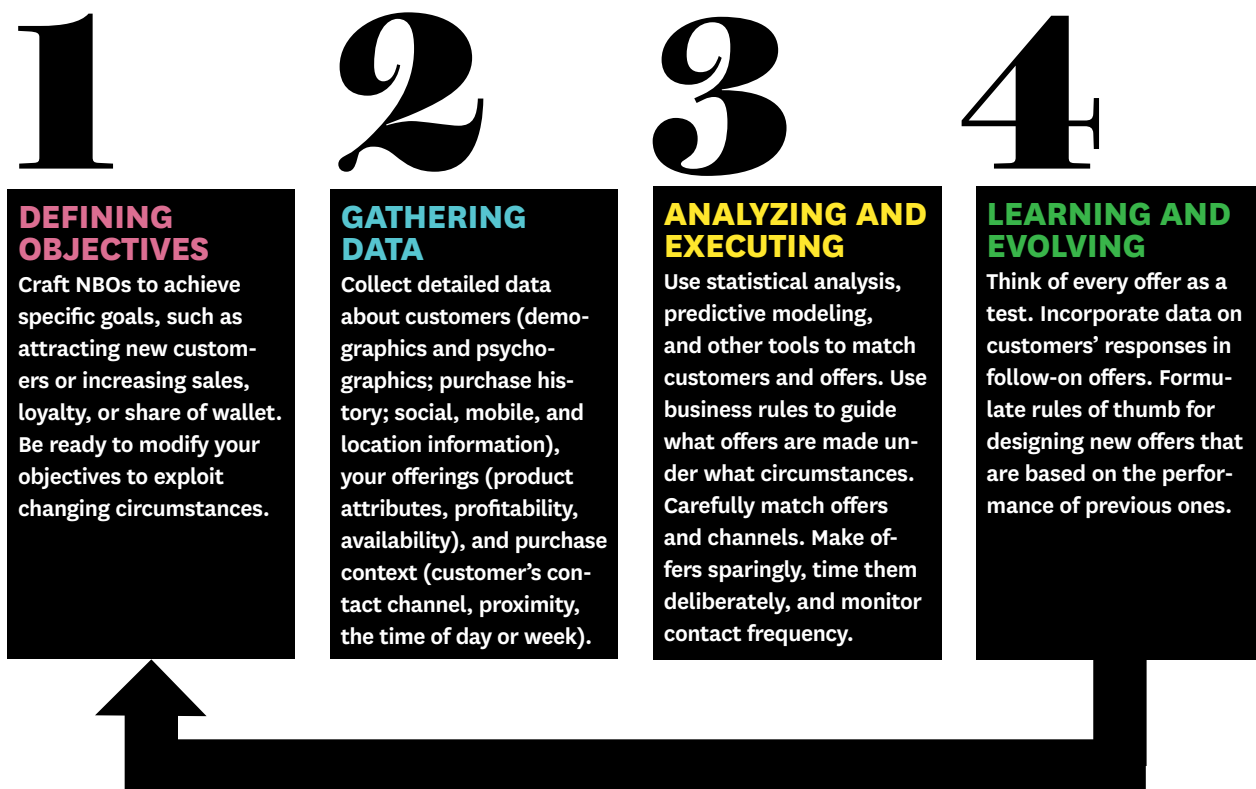 1
DEFINING
OBJECTIVES
Craft NBOs to achieve
specific goals, such as
attracting new custom-
ers or increasing sales,
loyalty, or share of wallet.
Be ready to modify your
objectives to exploit
changing circumstances.
2
GATHERING
DATA
Collect detailed data
about customers (demo-
graphics and psycho-
graphics; purchase his-
tory; social, mobile, and
location information),
your offerings (product
attributes, profitability,
availability), and purchase
context (customer’s con-
tact channel, proximity,
the time of day or week).
3
ANALYZING AND
EXECUTING
Use statistical analysis,
predictive modeling,
and other tools to match
customers and offers. Use
business rules to guide
what offers are made un-
der what circumstances.
Carefully match offers
and channels. Make of-
fers sparingly, time them
deliberately, and monitor
contact frequency.
4
LEARNING AND
EVOLVING
Think of every offer as a
test. Incorporate data on
customers’ responses in
follow-on offers. Formu-
late rules of thumb for
designing new offers that
are based on the perfor-
mance of previous ones.